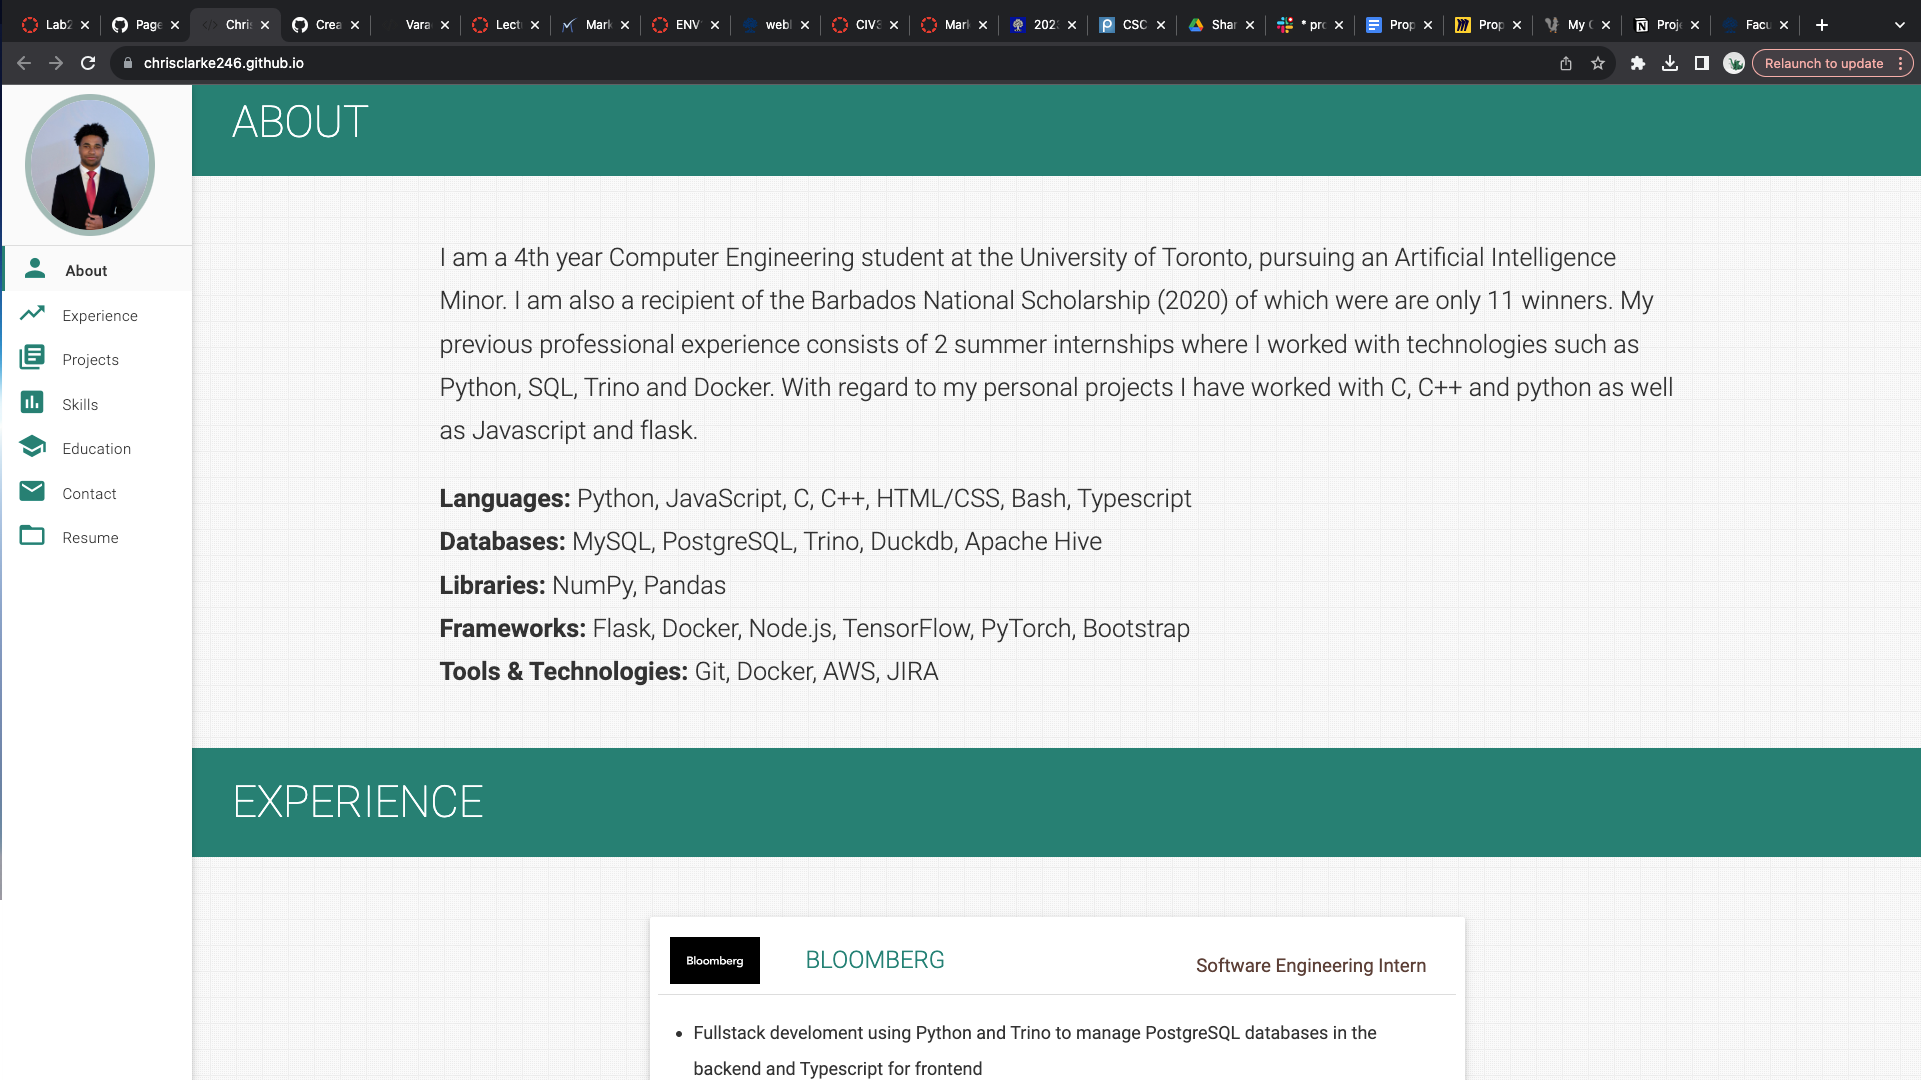 Lab2
Page
Chris
Crea
Vara
Lectu
Mark
ENV
webl
CIV3
Mark
202
CSC
Shar
* pro
Prop
Prop
My
Proje
Facu
chrisclarke246.github.io
Relaunch to update
ABOUT
About
Experience
Projects
Skills
Education
Contact
Resume
I am a 4th year Computer Engineering student at the University of Toronto, pursuing an Artificial Intelligence
Minor. I am also a recipient of the Barbados National Scholarship (2020) of which were are only 11 winners. My
previous professional experience consists of 2 summer internships where I worked with technologies such as
Python, SQL, Trino and Docker. With regard to my personal projects I have worked with C, C++ and python as well
as Javascript and flask.
Languages: Python, JavaScript, C, C++, HTML/CSS, Bash, Typescript
Databases: MySQL, PostgreSQL, Trino, Duckdb, Apache Hive
Libraries: NumPy, Pandas
Frameworks: Flask, Docker, Node.js, TensorFlow, PyTorch, Bootstrap
Tools & Technologies: Git, Docker, AWS, JIRA
EXPERIENCE
Bloomberg
BLOOMBERG
Software Engineering Intern
• Fullstack develoment using Python and Trino to manage PostgreSQL databases in the
backend and Typescript for frontend